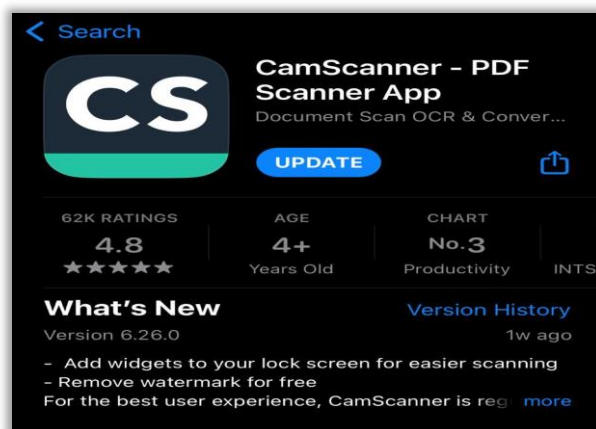 Search
CS
CamScanner - PDF
Scanner App
Document Scan OCR & Conver...
UPDATE
62K RATINGS
AGE
CHART
4.8
4+
No.3
★★★★★
Years Old
Productivity
INTS
What's New
Version History
Version 6.26.0
1w ago
- Add widgets to your lock screen for easier scanning
- Remove watermark for free
For the best user experience, CamScanner is reg more